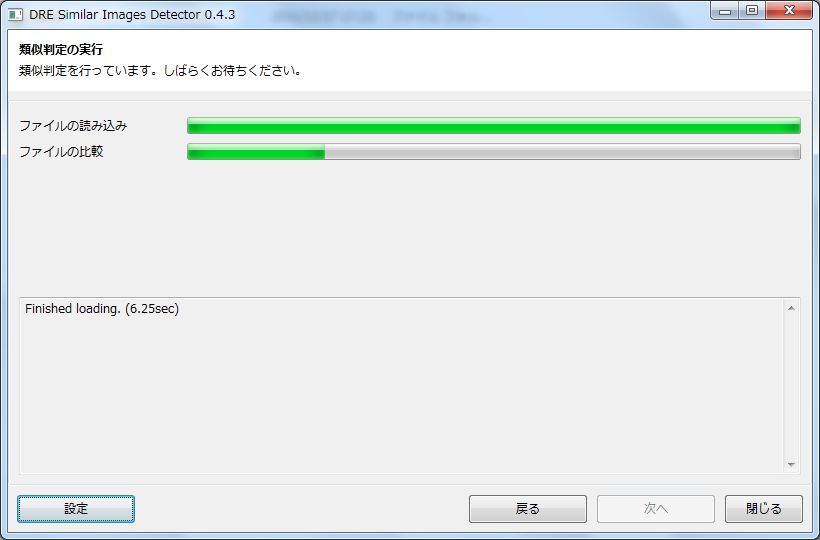 DRE Similar Images Detector 0.4.3
類似判定の実行
類似判定を行っています。しばらくお待ちください。
ファイルの読み込み
ファイルの比較
Finished loading. (6.25sec)
設定
戻る
次へ
閉じる